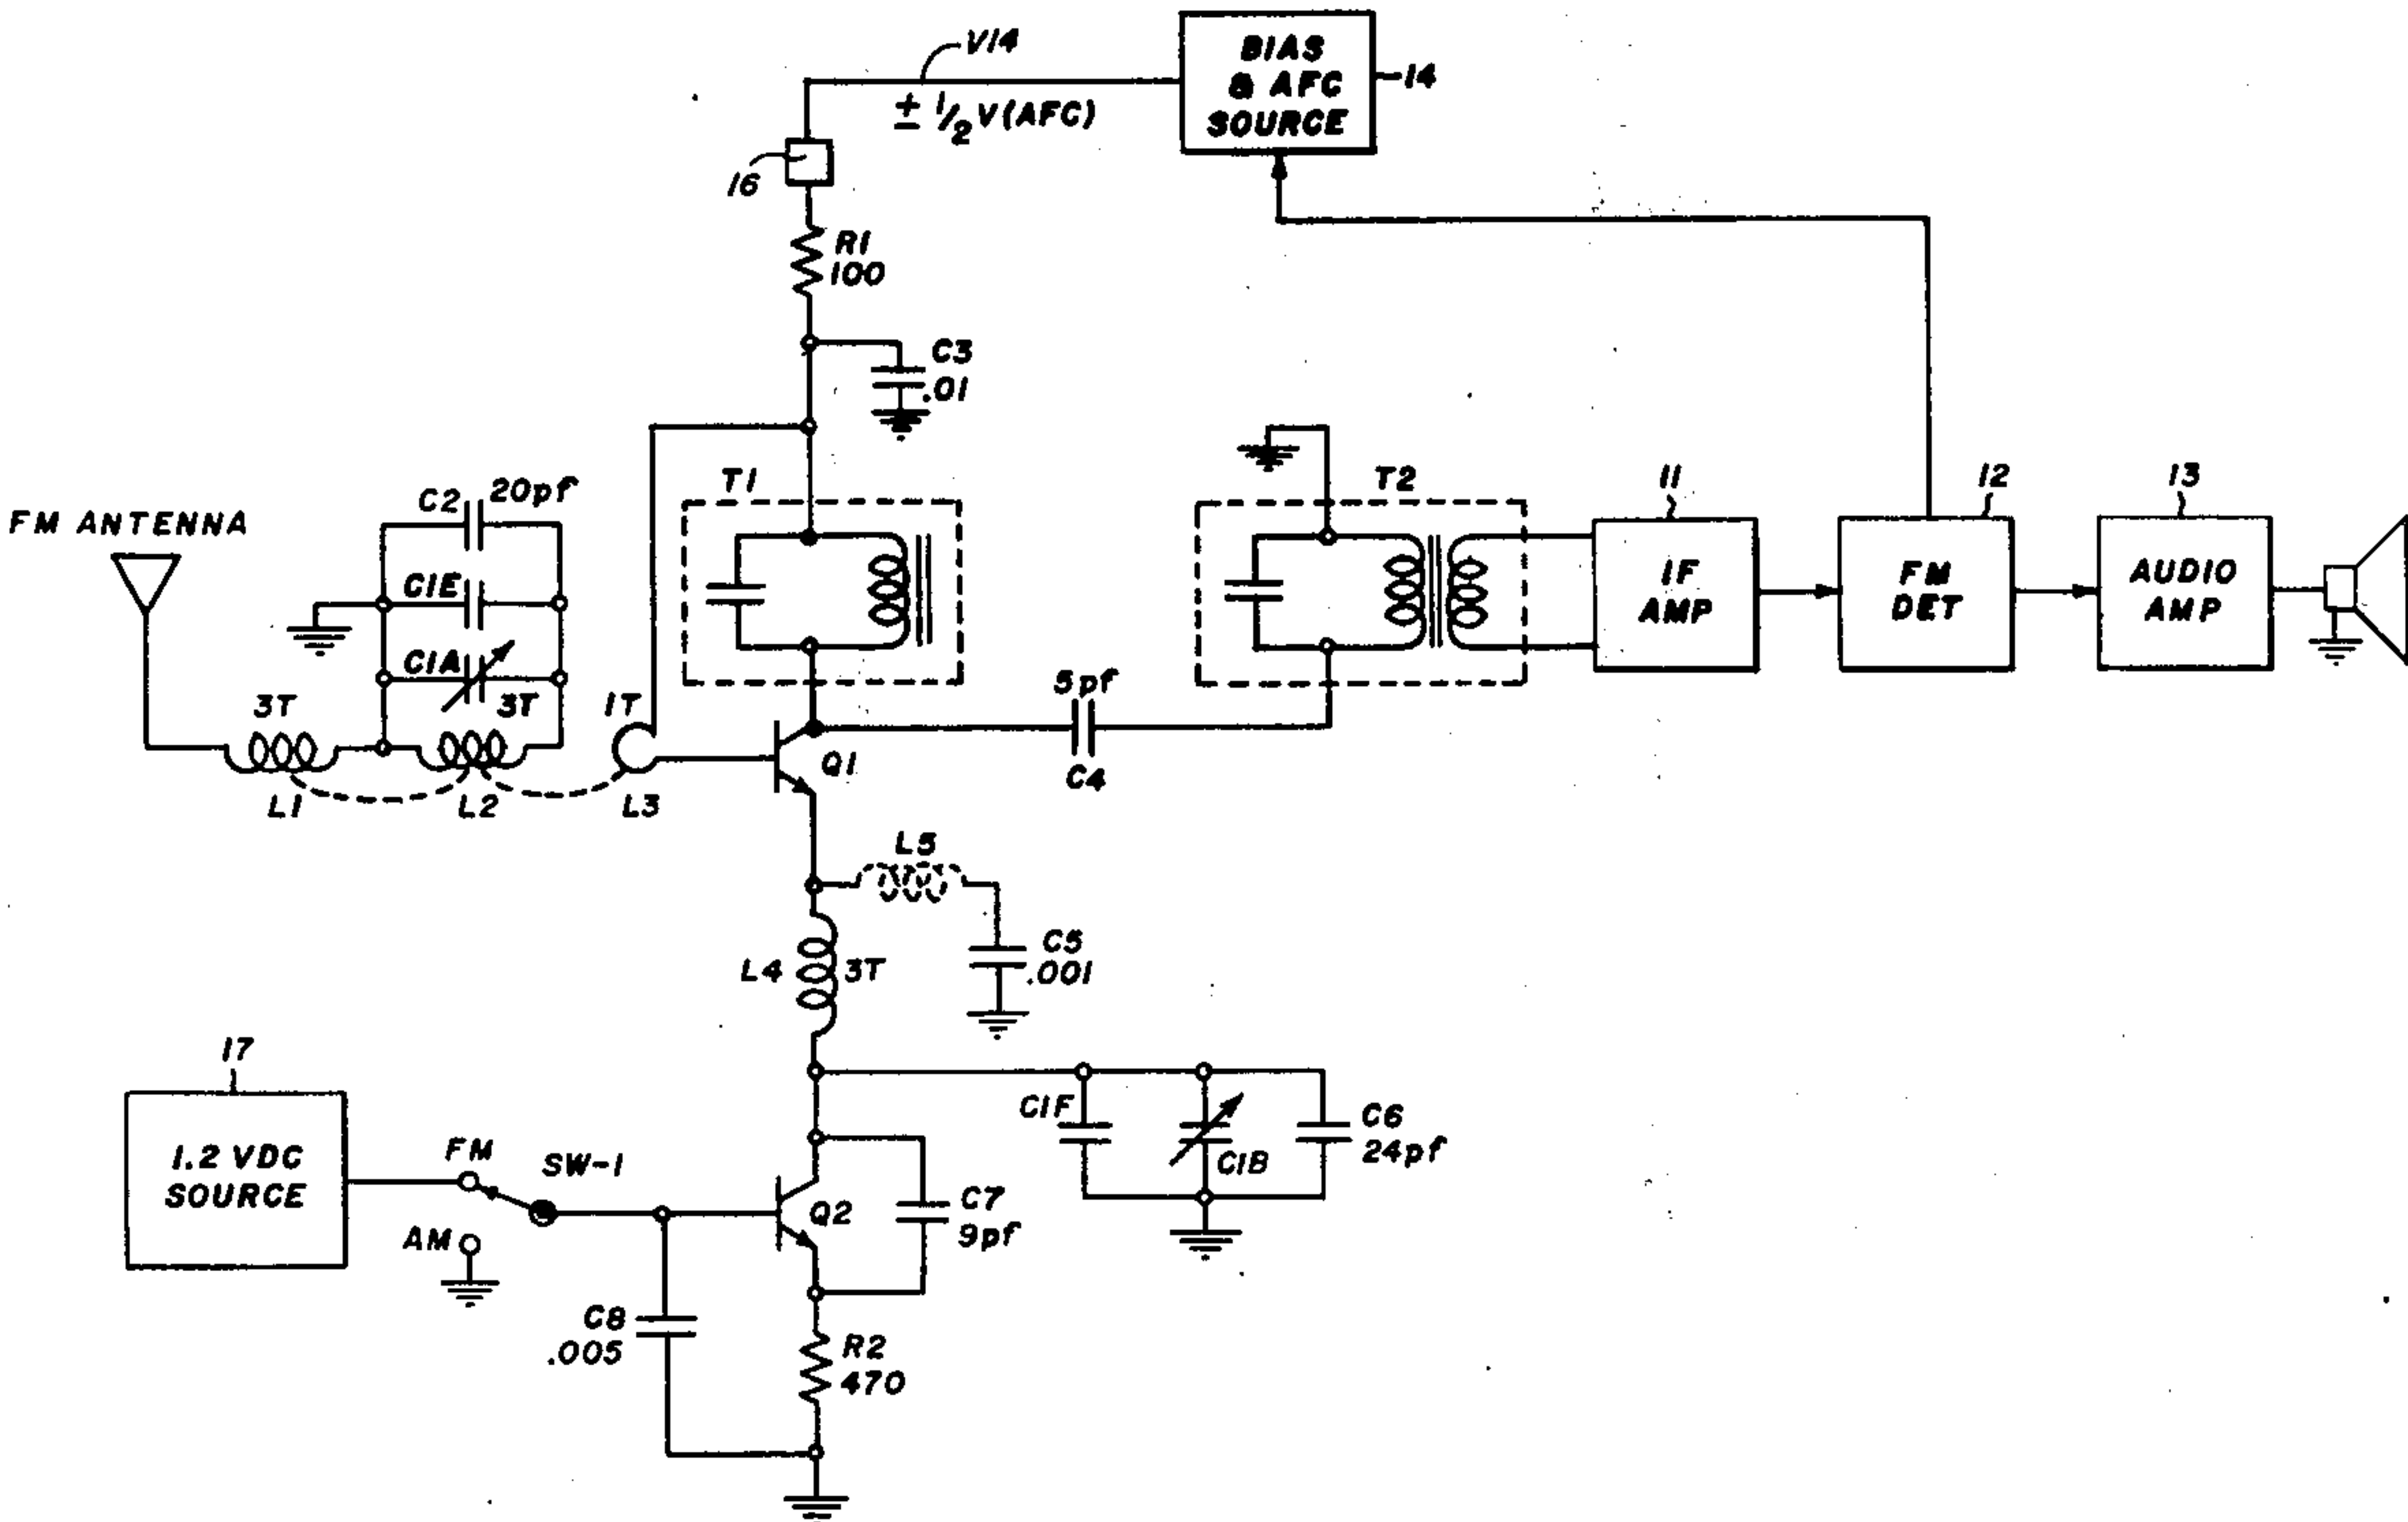 V14
± 1/2 V(AFC)
BIAS
& AFC
SOURCE
14
16
R1
100
C3
.01
FM ANTENNA
C2
20pf
C1E
C1A
3T
3T
1T
L1
L2
L3
T1
Q1
5pf
C4
T2
11
IF
AMP
12
FM
DET
13
AUDIO
AMP
L5
L4
3T
C5
.001
17
1.2 VDC
SOURCE
FM
SW-1
AM
Q2
C7
9pf
C1F
C1B
C6
24pf
C8
.005
R2
470